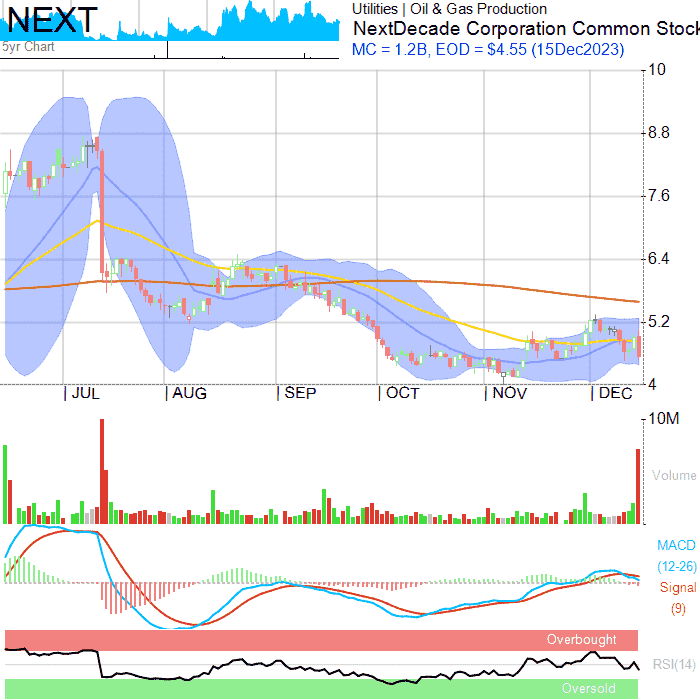 NEXT
5yr Chart
Utilities | Oil & Gas Production
NextDecade Corporation Common Stock
MC = 1.2B, EOD = $4.55 (15Dec2023)
10
8.8
7.6
6.4
5.2
4
| JUL | AUG | SEP | OCT | NOV | DEC
10M
Volume
MACD
(12-26)
Signal
(9)
Overbought
RSI(14)
Oversold